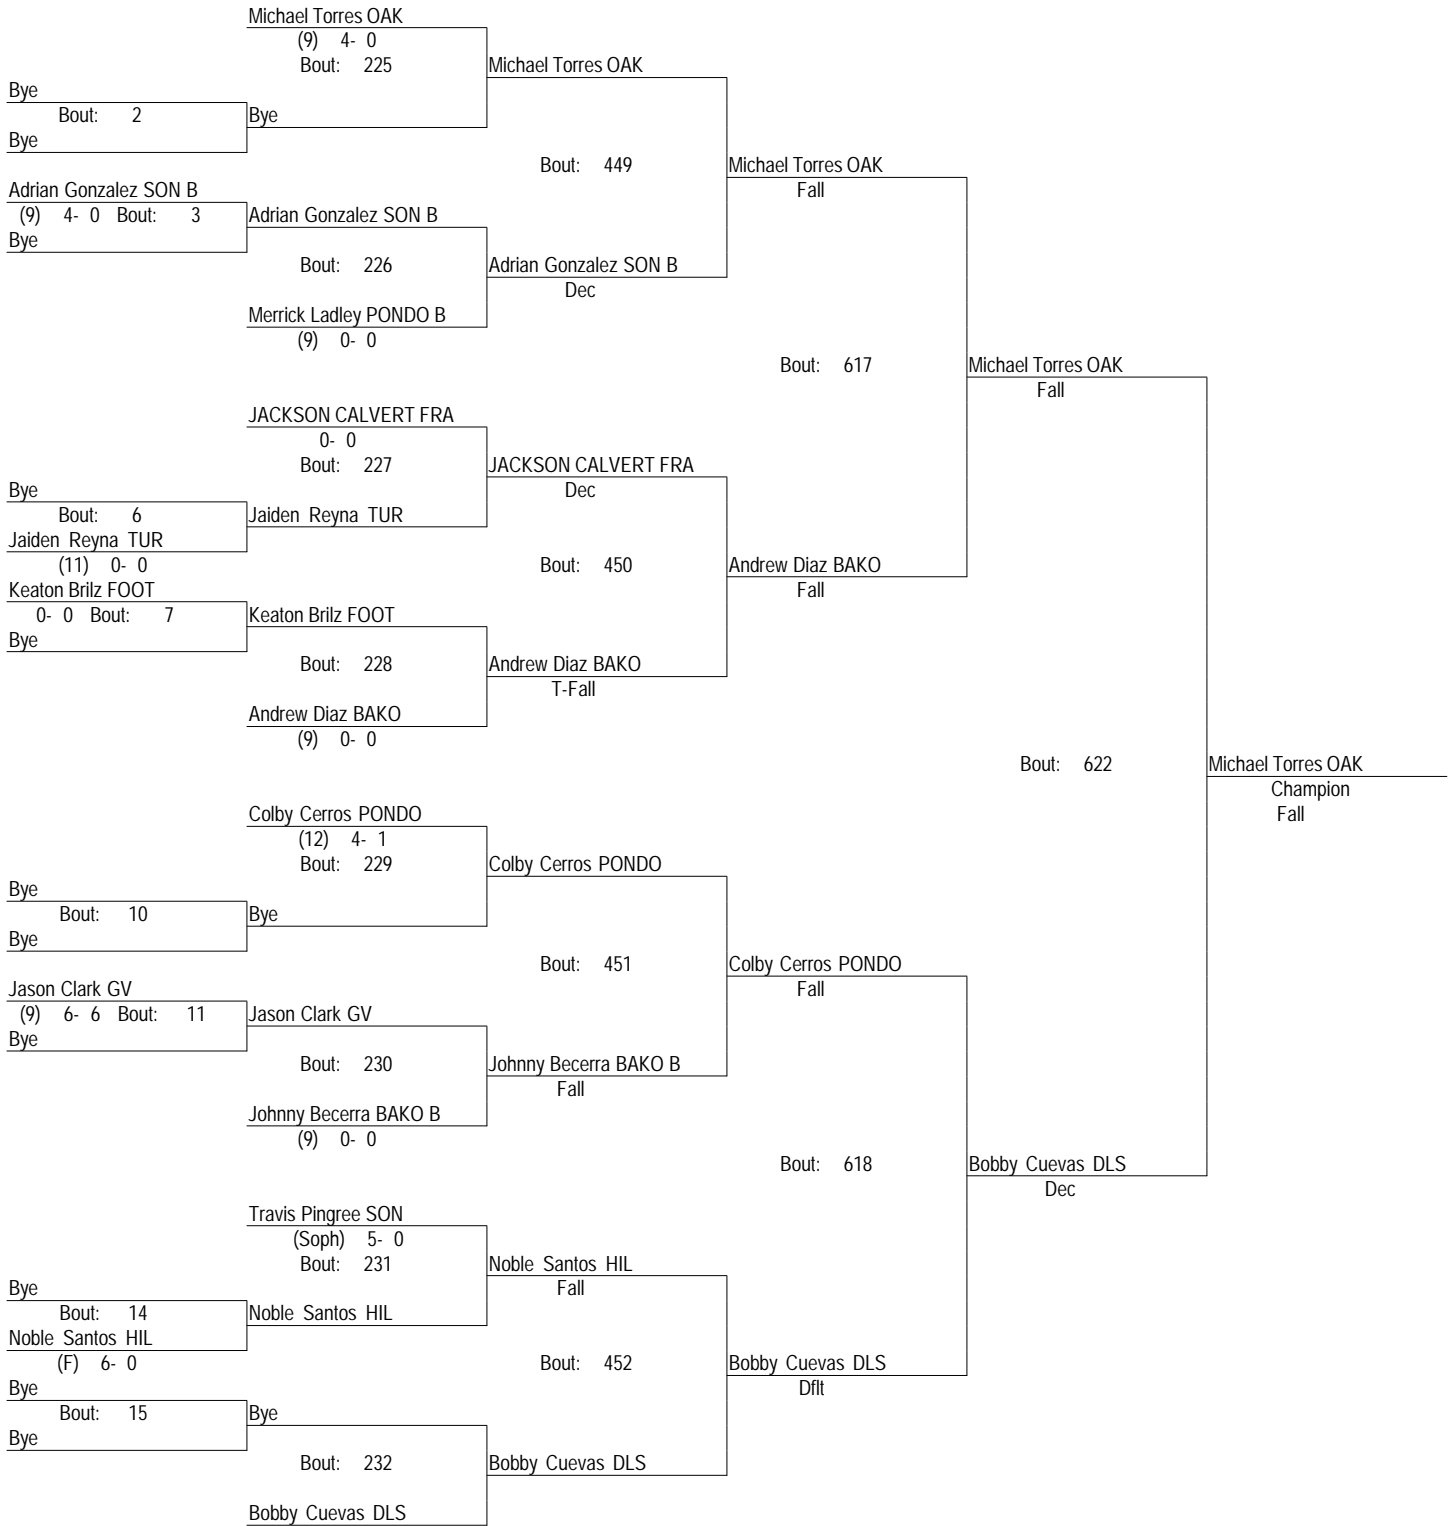 Michael Torres OAK
(9) 4- 0
Bout: 225
Michael Torres OAK
Bye
Bout: 2
Bye
Bye
Bout: 449
Michael Torres OAK
Fall
Adrian Gonzalez SON B
(9) 4- 0 Bout: 3
Adrian Gonzalez SON B
Bye
Bout: 226
Adrian Gonzalez SON B
Dec
Merrick Ladley PONDO B
(9) 0- 0
Bout: 617
Michael Torres OAK
Fall
JACKSON CALVERT FRA
0- 0
Bout: 227
JACKSON CALVERT FRA
Dec
Bye
Bout: 6
Jaiden Reyna TUR
Jaiden Reyna TUR
(11) 0- 0
Bout: 450
Andrew Diaz BAKO
Fall
Keaton Brilz FOOT
0- 0 Bout: 7
Keaton Brilz FOOT
Bye
Bout: 228
Andrew Diaz BAKO
T-Fall
Andrew Diaz BAKO
(9) 0- 0
Bout: 622
Michael Torres OAK
Champion
Fall
Colby Cerros PONDO
(12) 4- 1
Bout: 229
Colby Cerros PONDO
Bye
Bout: 10
Bye
Bye
Bout: 451
Colby Cerros PONDO
Fall
Jason Clark GV
(9) 6- 6 Bout: 11
Jason Clark GV
Bye
Bout: 230
Johnny Becerra BAKO B
Fall
Johnny Becerra BAKO B
(9) 0- 0
Bout: 618
Bobby Cuevas DLS
Dec
Travis Pingree SON
(Soph) 5- 0
Bout: 231
Noble Santos HIL
Fall
Bye
Bout: 14
Noble Santos HIL
Noble Santos HIL
(F) 6- 0
Bout: 452
Bobby Cuevas DLS
Dflt
Bye
Bout: 15
Bye
Bye
Bout: 232
Bobby Cuevas DLS
Bobby Cuevas DLS